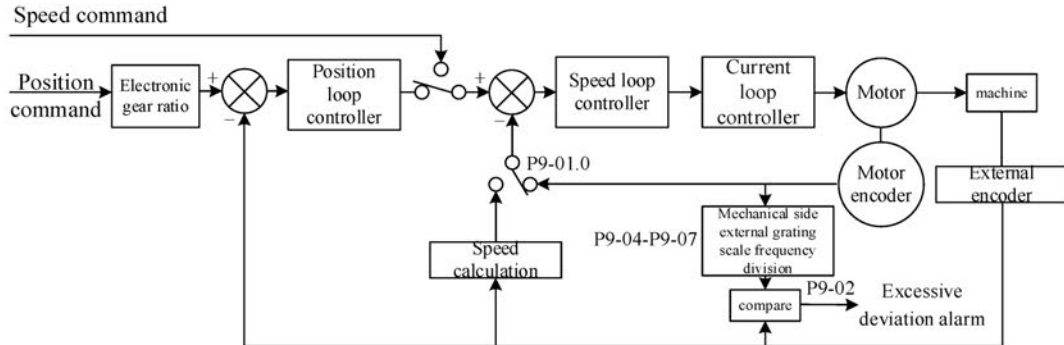 Speed command
Position
command
Electronic
gear ratio
+
−
Position
loop
controller
+
−
Speed loop
controller
Current
loop
controller
Motor
machine
P9-01.0
Motor
encoder
External
encoder
Speed
calculation
P9-04-P9-07
Mechanical side
external grating
scale frequency
division
compare
P9-02
Excessive
deviation alarm